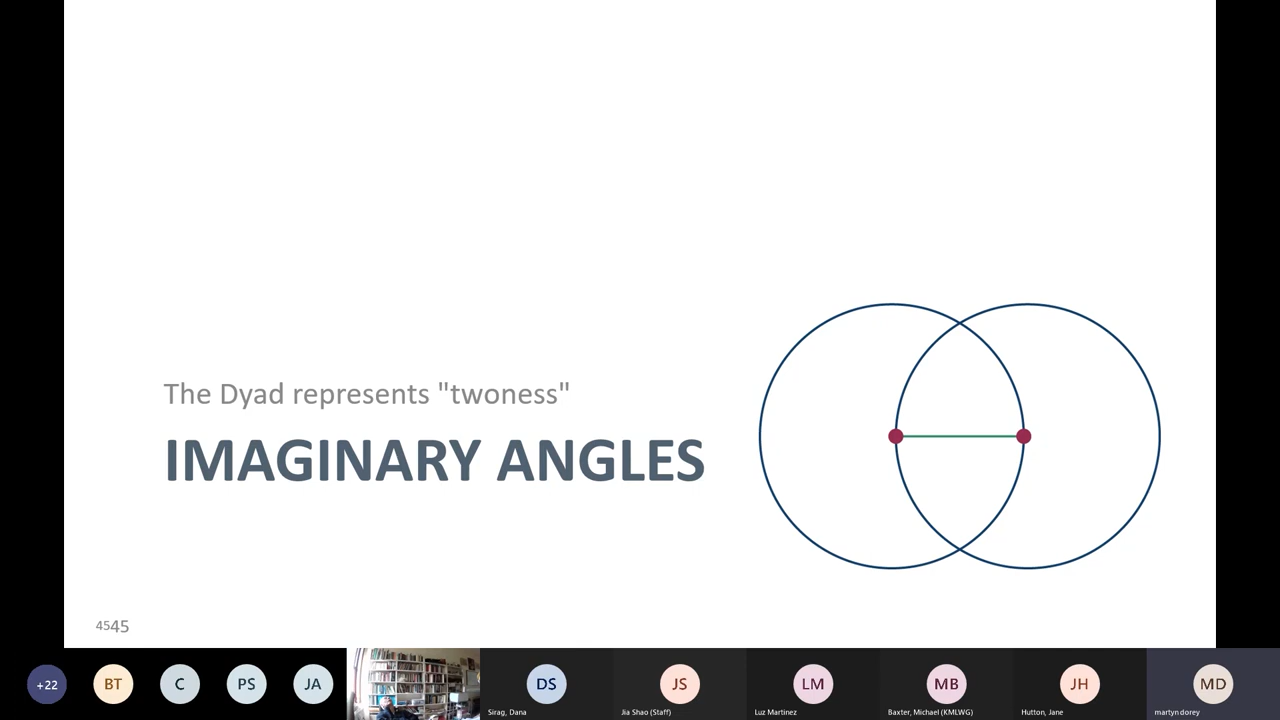 The Dyad represents "twoness"
IMAGINARY ANGLES
4545
+22
BT
C
PS
JA
DS
JS
LM
MB
JH
MD
Sirag, Dana
Jia Shao (Staff)
Luz Martinez
Baxter, Michael (KMLWG)
Hutton, Jane
martyn dorey